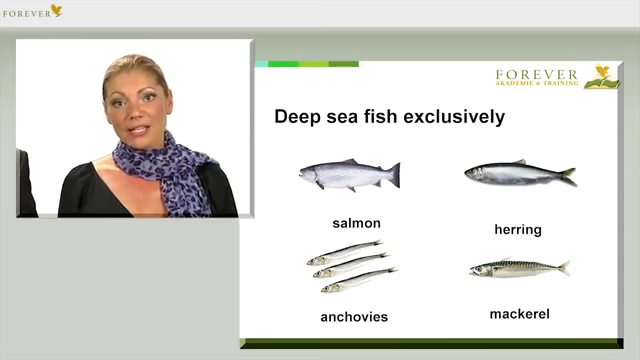 FOREVER
FOREVER
AKADEMIE & TRAINING
Deep sea fish exclusively
salmon
herring
anchovies
mackerel